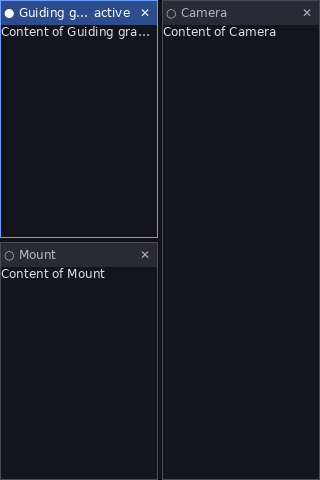 ● Guiding g... active ✕
Content of Guiding gra...
○ Mount ✕
Content of Mount
○ Camera ✕
Content of Camera